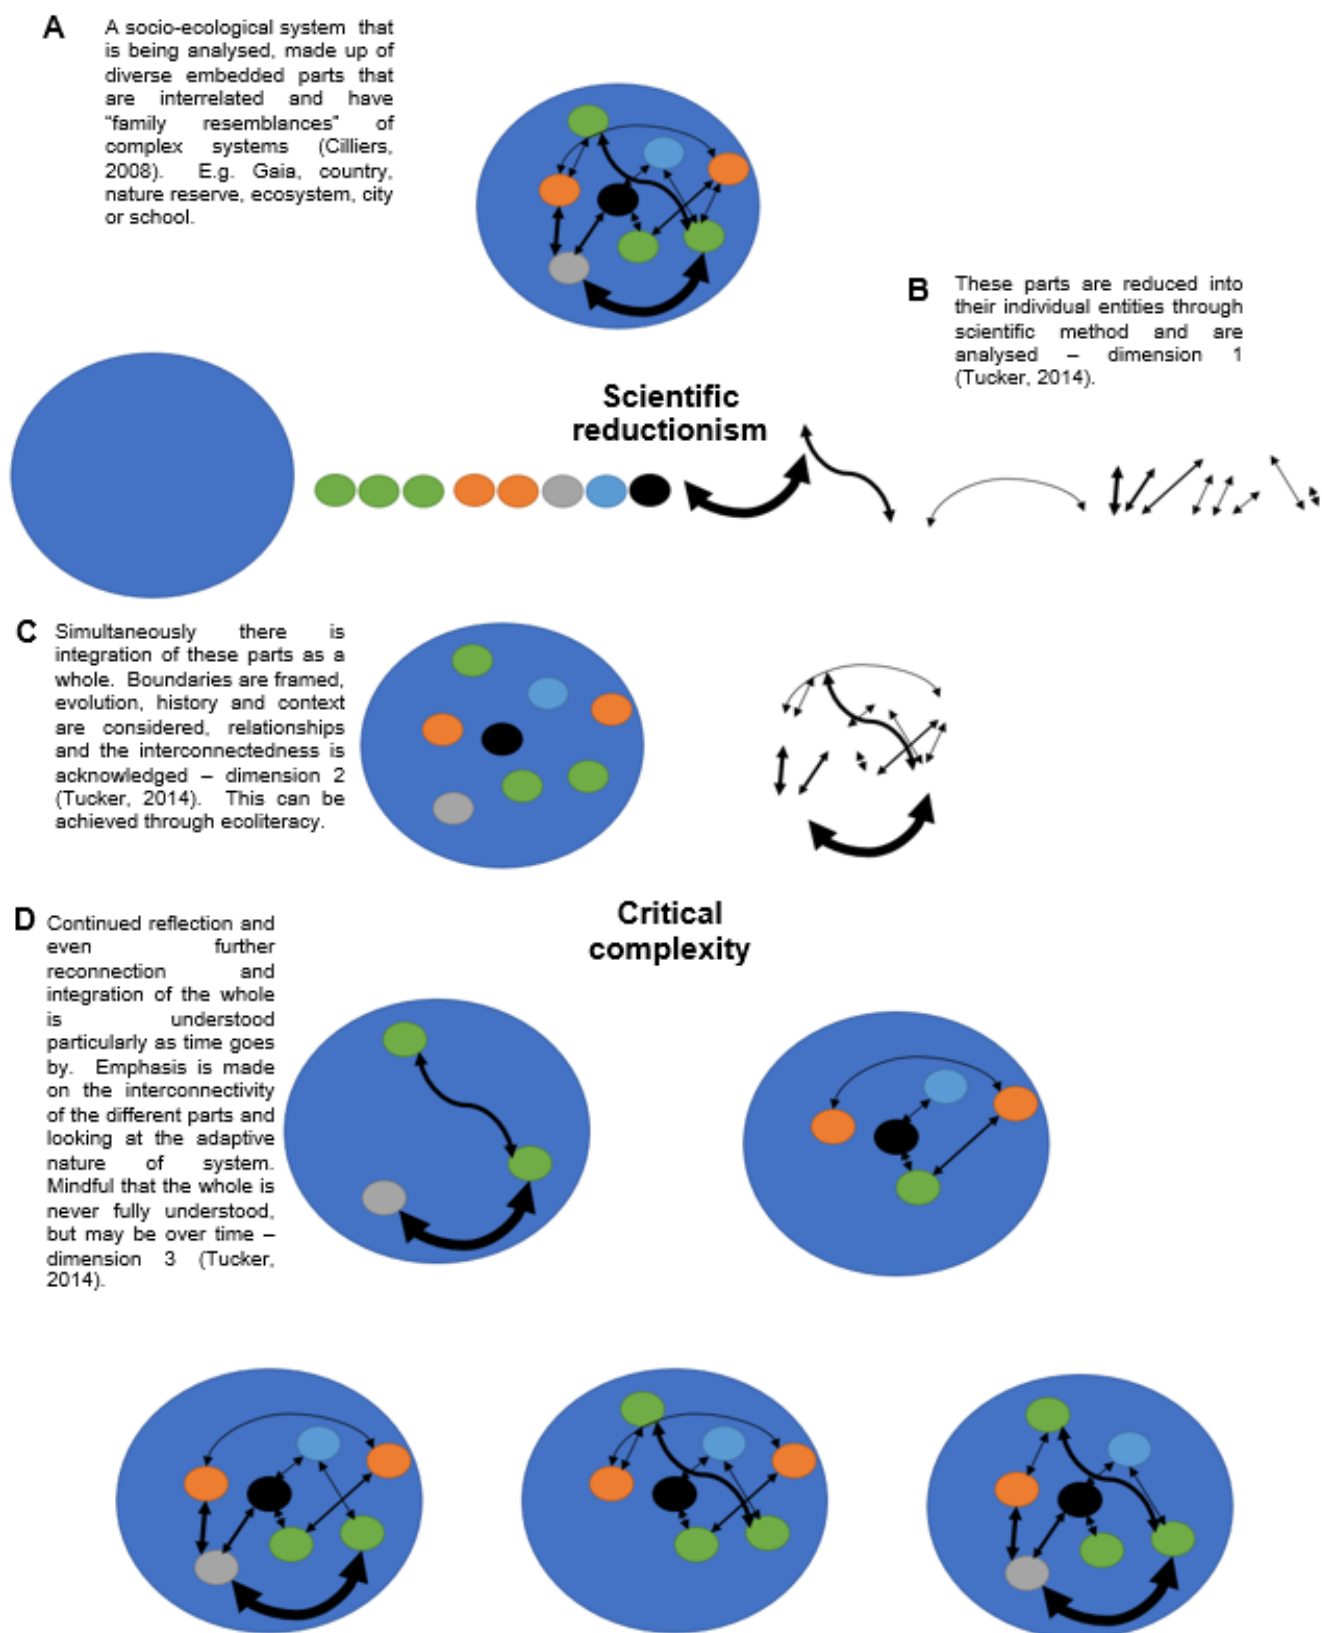 A
A socio-ecological system that
is being analysed, made up of
diverse embedded parts that
are interrelated and have
"family resemblances" of
complex systems (Cilliers,
2008). E.g. Gaia, country,
nature reserve, ecosystem, city
or school.
B
These parts are reduced into
their individual entities through
scientific method and are
analysed – dimension 1
(Tucker, 2014).
Scientific
reductionism
C
Simultaneously there is
integration of these parts as a
whole. Boundaries are framed,
evolution, history and context
are considered, relationships
and the interconnectedness is
acknowledged – dimension 2
(Tucker, 2014). This can be
achieved through ecoliteracy.
Critical
complexity
D
Continued reflection and
even further
reconnection and
integration of the whole
is understood
particularly as time goes
by. Emphasis is made
on the interconnectivity
of the different parts and
looking at the adaptive
nature of system.
Mindful that the whole is
never fully understood,
but may be over time –
dimension 3 (Tucker,
2014).